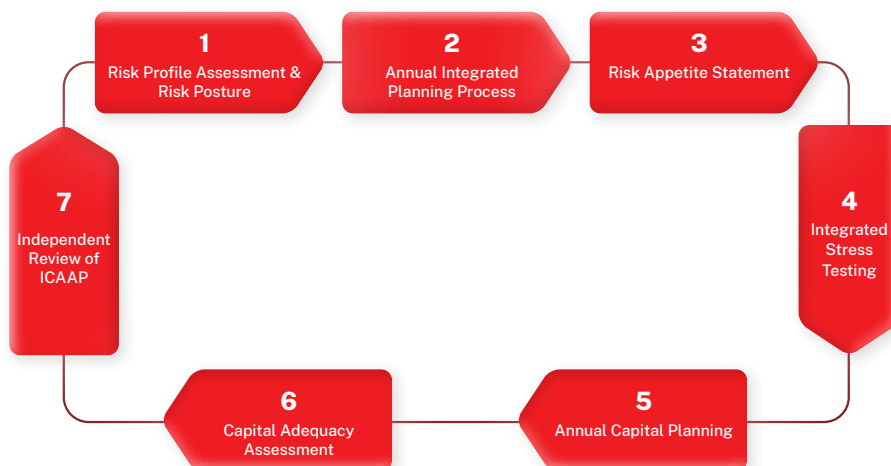 1
Risk Profile Assessment &
Risk Posture
2
Annual Integrated
Planning Process
3
Risk Appetite Statement
4
Integrated
Stress
Testing
5
Annual Capital Planning
6
Capital Adequacy
Assessment
7
Independent
Review of
ICAAP